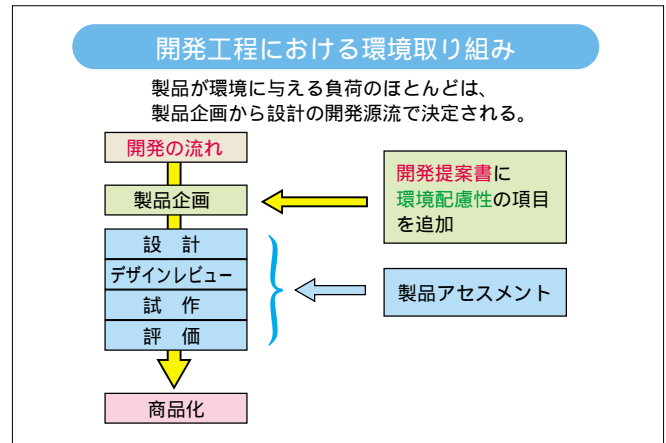 開発工程における環境取り組み
製品が環境に与える負荷のほとんどは、
製品企画から設計の開発源流で決定される。
開発の流れ
製品企画
設　計
デザインレビュー
試　作
評　価
商品化
開発提案書に
環境配慮性の項目
を追加
製品アセスメント